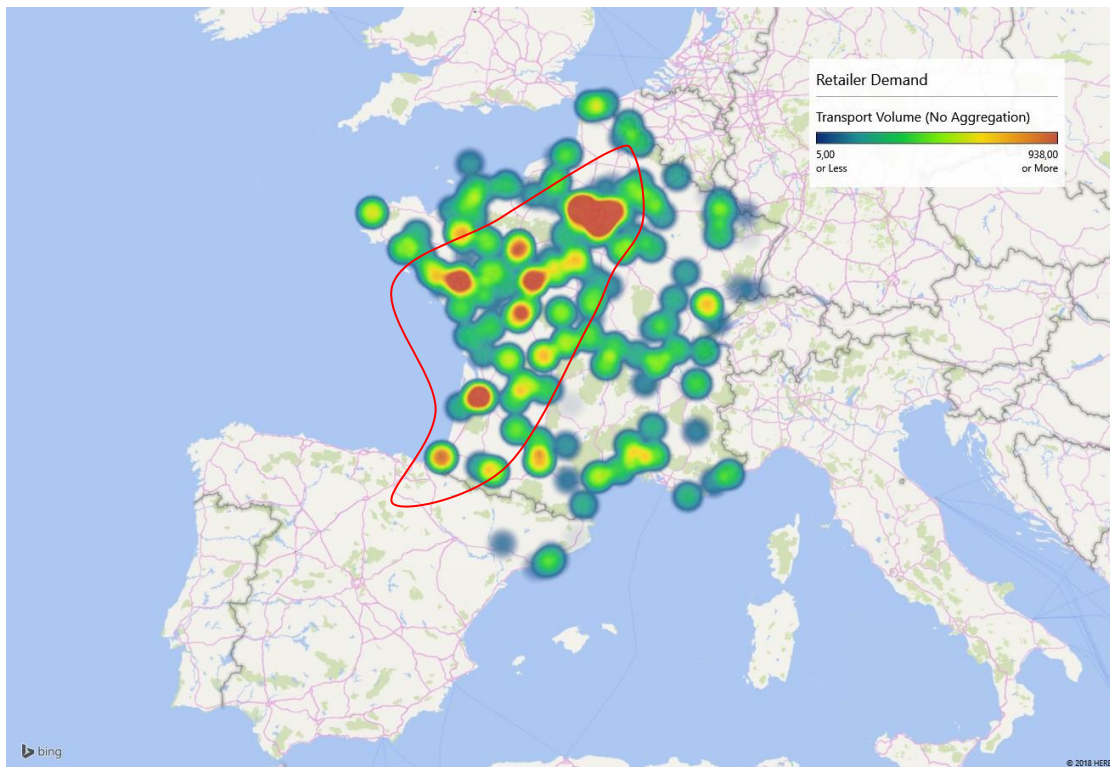 Retailer Demand
Transport Volume (No Aggregation)
5,00 938,00
or Less or More
bing
© 2018 HERE